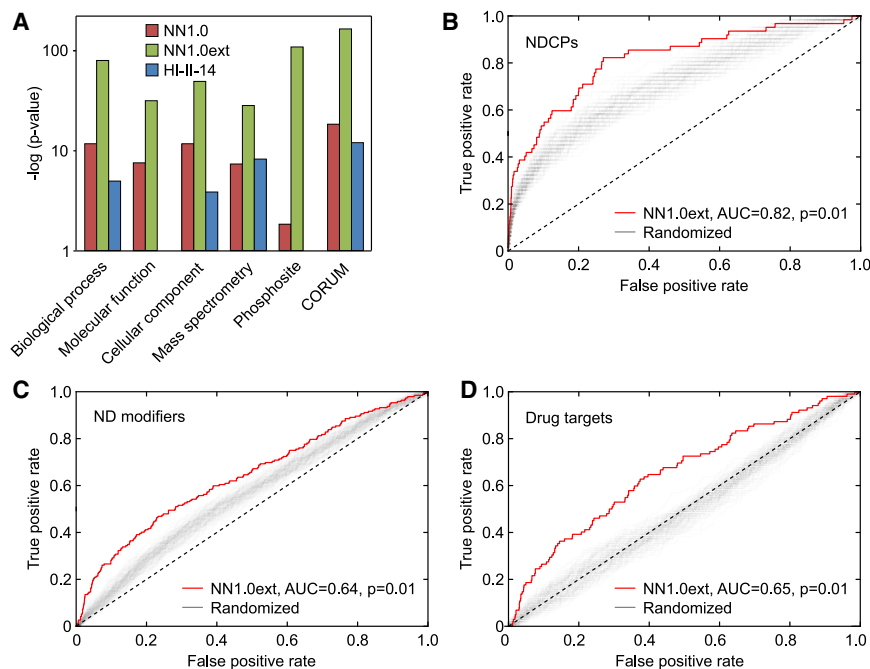 A
NN1.0
NN1.0ext
HI-II-14
100
10
1
-log (p-value)
Biological process
Molecular function
Cellular component
Mass spectrometry
Phosphosite
CORUM
B
NDCPs
1.0
0.8
0.6
0.4
0.2
0
True positive rate
NN1.0ext, AUC=0.82, p=0.01
Randomized
0 0.2 0.4 0.6 0.8 1.0
False positive rate
C
ND modifiers
1.0
0.8
0.6
0.4
0.2
0
True positive rate
NN1.0ext, AUC=0.64, p=0.01
Randomized
0 0.2 0.4 0.6 0.8 1.0
False positive rate
D
Drug targets
1.0
0.8
0.6
0.4
0.2
0
True positive rate
NN1.0ext, AUC=0.65, p=0.01
Randomized
0 0.2 0.4 0.6 0.8 1.0
False positive rate